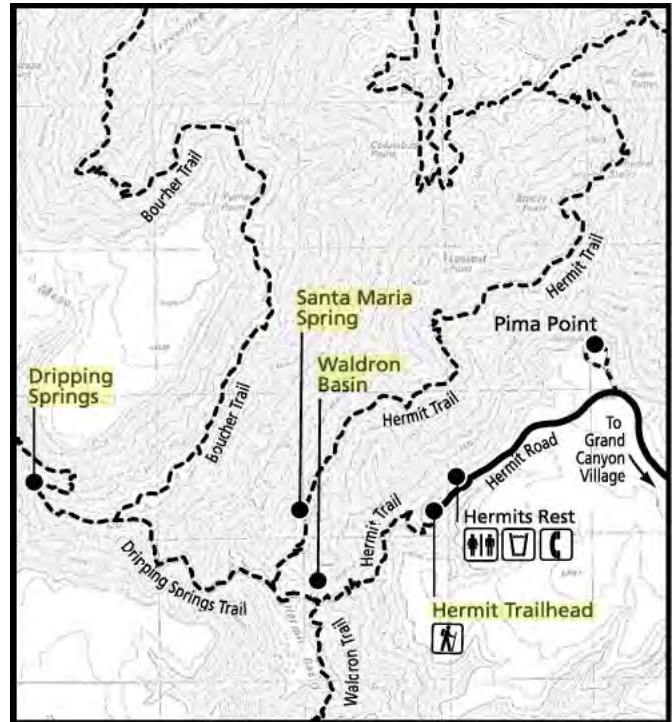 Boucher Trail
Santa Maria
Spring
Hermit Trail
Pima Point
Waldron
Basin
Dripping
Springs
Boucher Trail
Hermit Trail
To
Grand
Canyon
Village
Hermit Road
Hermit Trail
Hermits Rest
Dripping Springs Trail
Hermit Trailhead
Waldron Trail